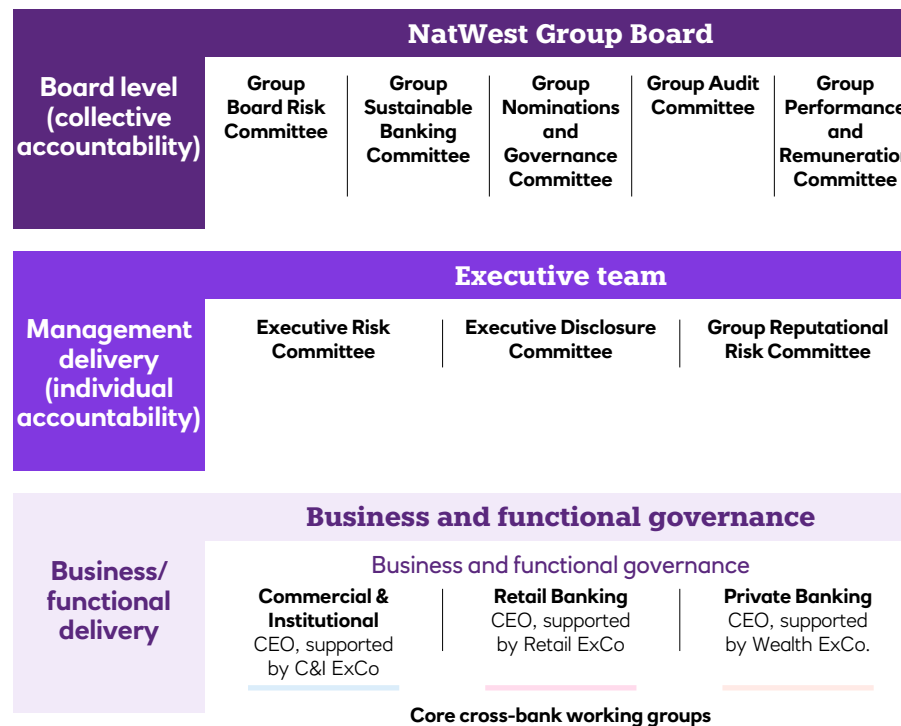 NatWest Group Board
Board level
(collective
accountability)
Group
Board Risk
Committee
Group
Sustainable
Banking
Committee
Group
Nominations
and
Governance
Committee
Group Audit
Committee
Group
Performance
and
Remuneration
Committee
Executive team
Management
delivery
(individual
accountability)
Executive Risk
Committee
Executive Disclosure
Committee
Group Reputational
Risk Committee
Business and functional governance
Business/
functional
delivery
Business and functional governance
Commercial &
Institutional
CEO, supported
by C&I ExCo
Retail Banking
CEO, supported
by Retail ExCo
Private Banking
CEO, supported
by Wealth ExCo.
Core cross-bank working groups